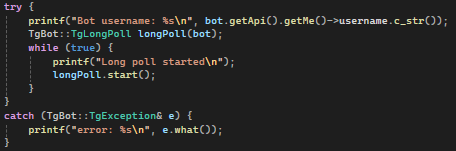 try {
    printf("Bot username: %s\n", bot.getApi().getMe()->username.c_str());
    TgBot::TgLongPoll longPoll(bot);
    while (true) {
        printf("Long poll started\n");
        longPoll.start();
    }
}
catch (TgBot::TgException& e) {
    printf("error: %s\n", e.what());
}